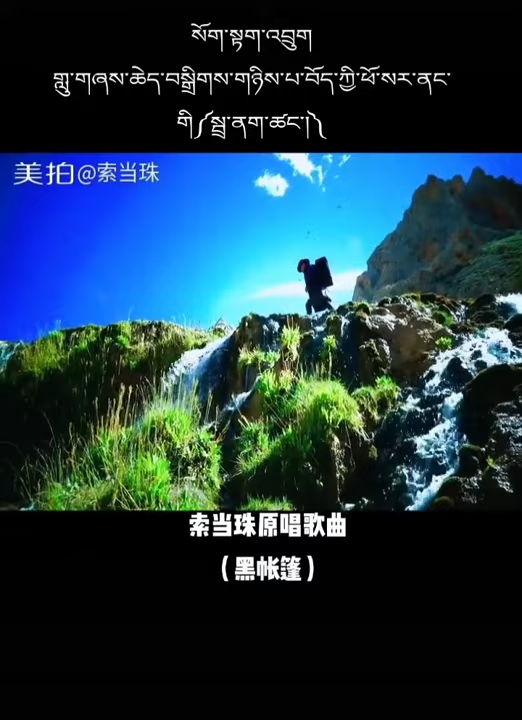 སོག་སྟག་འབྲུག
གླུ་གཞས་ཆེད་བསྒྲིགས་གཉིས་པ་བོད་ཀྱི་ཕོ་སར་ནང་
གི༼སྦྲ་ནག་ཚང་།༽
美拍@索当珠
索当珠原唱歌曲
（黑帐篷）